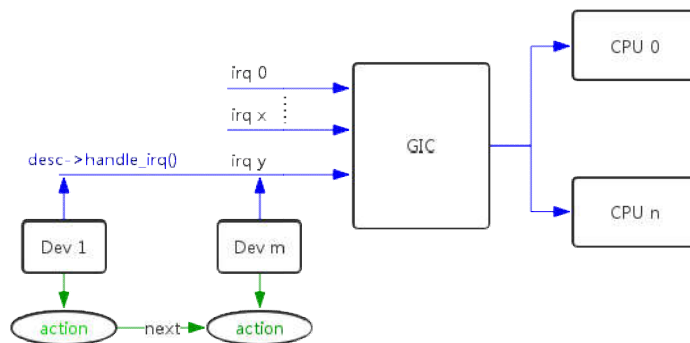 CPU 0
irq 0
irq x
GIC
desc->handle_irq()
irq y
Dev 1
Dev m
CPU n
action
next
action